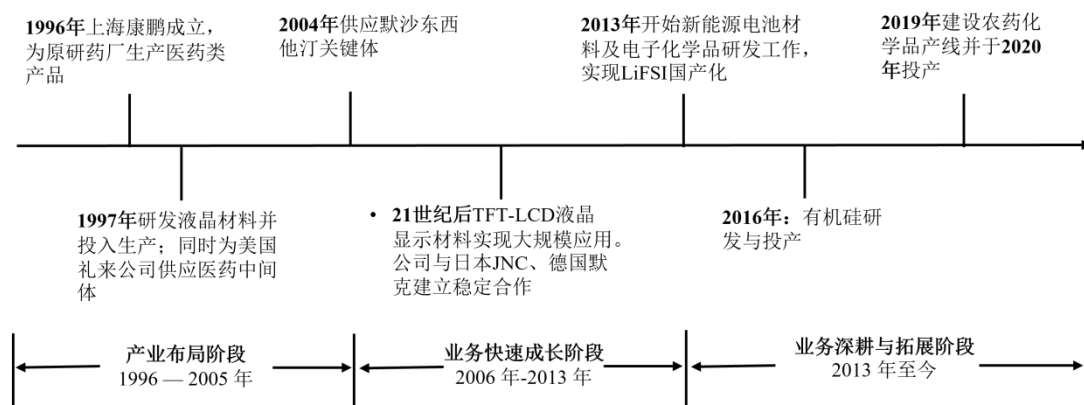 1996年上海康鹏成立，
为原研药厂生产医药类
产品
2004年供应默沙东西
他汀关键体
2013年开始新能源电池材
料及电子化学品研发工作，
实现LiFSI国产化
2019年建设农药化
学品产线并于2020
年投产
1997年研发液晶材料并
投入生产；同时为美国
礼来公司供应医药中间
体
• 21世纪后TFT-LCD液晶
显示材料实现大规模应用。
公司与日本JNC、德国默
克建立稳定合作
2016年：有机硅研
发与投产
产业布局阶段
1996 — 2005 年
业务快速成长阶段
2006 年-2013 年
业务深耕与拓展阶段
2013 年至今